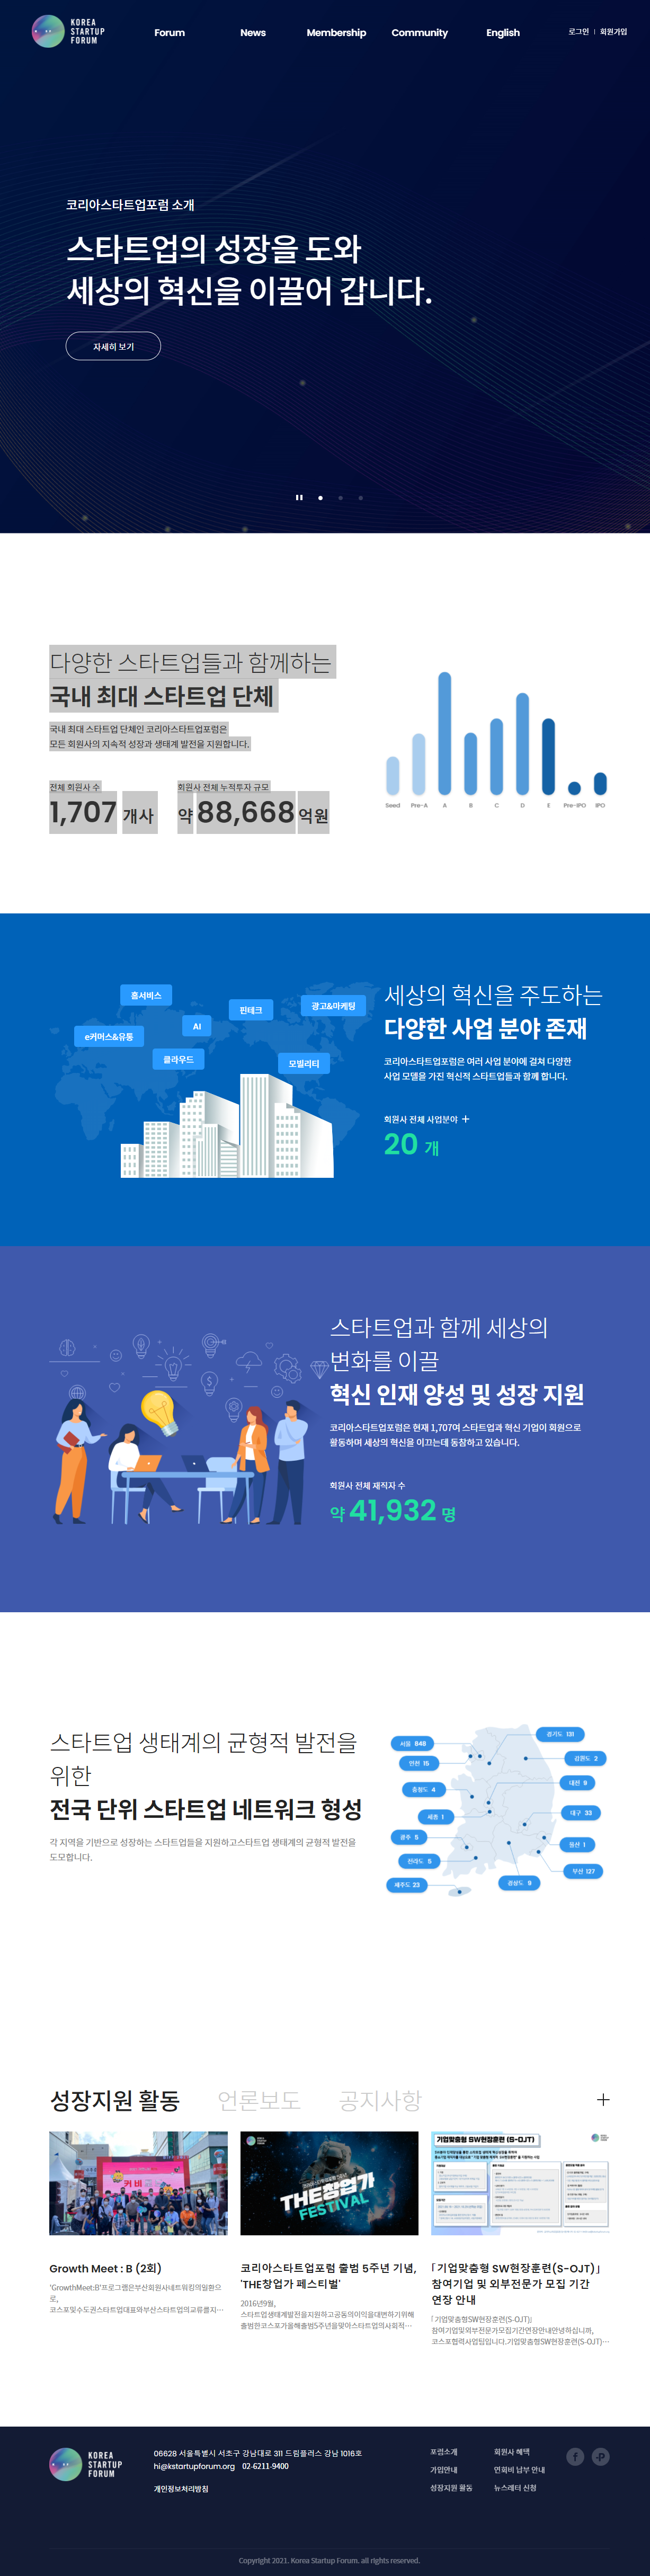 KOREA
STARTUP
FORUM
Forum
News
Membership
Community
English
로그인
회원가입
코리아스타트업포럼 소개
스타트업의 성장을 도와
세상의 혁신을 이끌어 갑니다.
자세히 보기
다양한 스타트업들과 함께하는
국내 최대 스타트업 단체
국내 최대 스타트업 단체인 코리아스타트업포럼은
모든 회원사의 지속적 성장과 생태계 발전을 지원합니다.
전체 회원사 수
1,707 개사
회원사 전체 누적투자 규모
약 88,668 억원
Seed
Pre-A
A
B
C
D
E
Pre-IPO
IPO
홈서비스
핀테크
광고&마케팅
AI
e커머스&유통
클라우드
모빌리티
세상의 혁신을 주도하는
다양한 사업 분야 존재
코리아스타트업포럼은 여러 사업 분야에 걸쳐 다양한
사업 모델을 가진 혁신적 스타트업들과 함께 합니다.
회원사 전체 사업분야 +
20 개
스타트업과 함께 세상의
변화를 이끌
혁신 인재 양성 및 성장 지원
코리아스타트업포럼은 현재 1,707여 스타트업과 혁신 기업이 회원으로
활동하며 세상의 혁신을 이끄는데 동참하고 있습니다.
회원사 전체 재직자 수
약 41,932 명
스타트업 생태계의 균형적 발전을
위한
전국 단위 스타트업 네트워크 형성
각 지역을 기반으로 성장하는 스타트업들을 지원하고스타트업 생태계의 균형적 발전을
도모합니다.
경기도 131
서울 848
강원도 2
인천 15
대전 9
충청도 4
대구 33
세종 1
광주 5
울산 1
전라도 5
부산 127
제주도 23
경상도 9
성장지원 활동
언론보도
공지사항
THE창업가
FESTIVAL
기업맞춤형 SW현장훈련 (S-OJT)
Growth Meet : B (2회)
'GrowthMeet:B'프로그램은부산회원사네트워킹의일환으
로,
코스포및수도권스타트업대표와부산스타트업의교류를지…
코리아스타트업포럼 출범 5주년 기념,
'THE창업가 페스티벌'
2016년9월,
스타트업생태계발전을지원하고공동의이익을대변하기위해
출범한코스포가올해출범5주년을맞아스타트업의사회적…
「기업맞춤형 SW현장훈련(S-OJT)」
참여기업 및 외부전문가 모집 기간
연장 안내
「기업맞춤형SW현장훈련(S-OJT)」
참여기업및외부전문가모집기간연장안내안녕하십니까,
코스포협력사업팀입니다.기업맞춤형SW현장훈련(S-OJT)…
KOREA
STARTUP
FORUM
06628 서울특별시 서초구 강남대로 311 드림플러스 강남 1016호
hi@kstartupforum.org 02-6211-9400
개인정보처리방침
포럼소개
회원사 혜택
가입안내
연회비 납부 안내
성장지원 활동
뉴스레터 신청
Copyright 2021. Korea Startup Forum. all rights reserved.